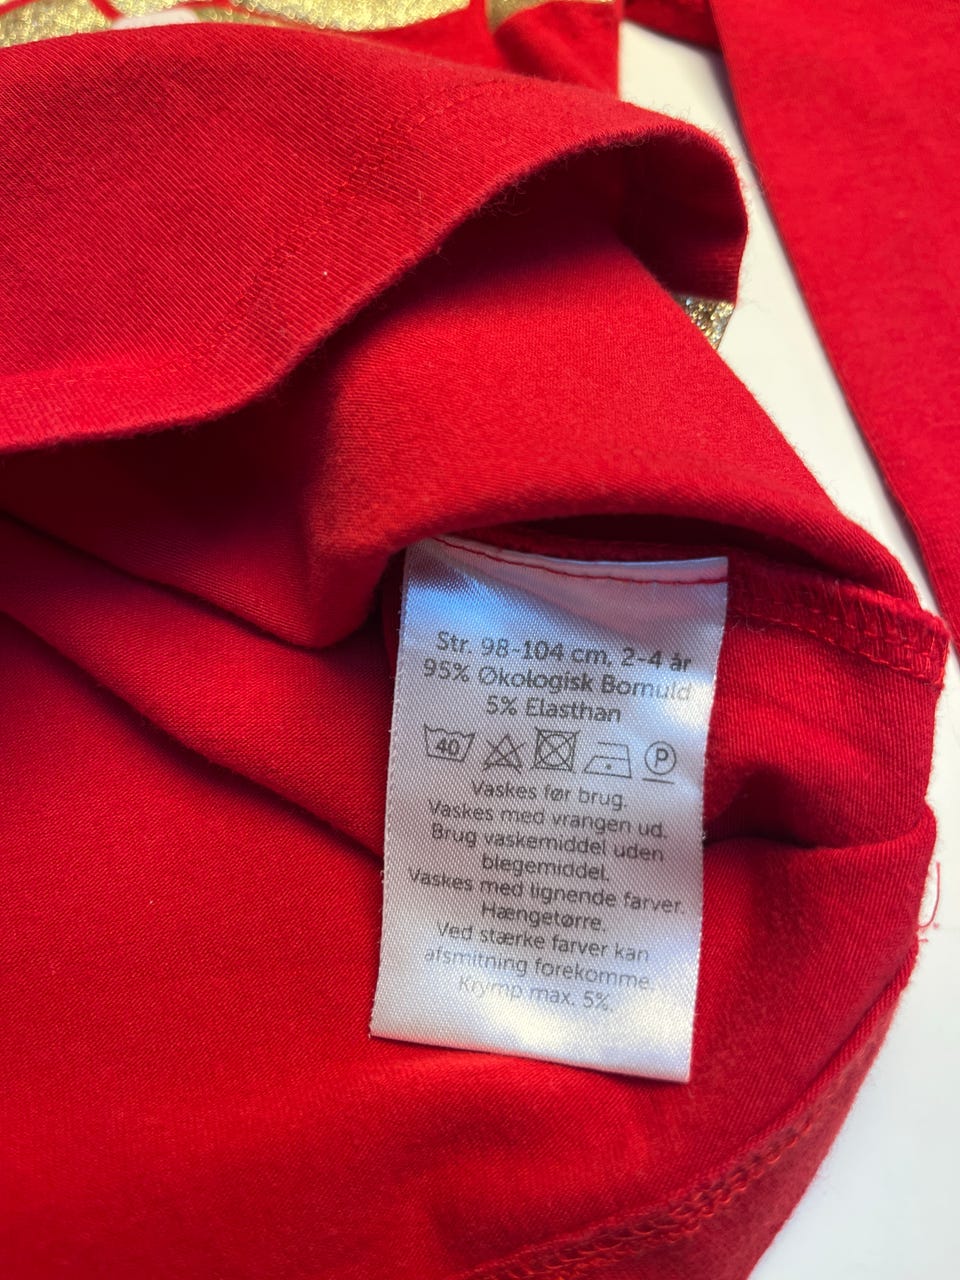 Str. 98-104 cm. 2-4 år
95% Økologisk Bomuld
5% Elasthan
40 P
Vaskes før brug.
Vaskes med vrangen ud.
Brug vaskemiddel uden
blegemiddel.
Vaskes med lignende farver.
Hængetørre.
Ved stærke farver kan
afsmitning forekomme.
Krymp max. 5%.